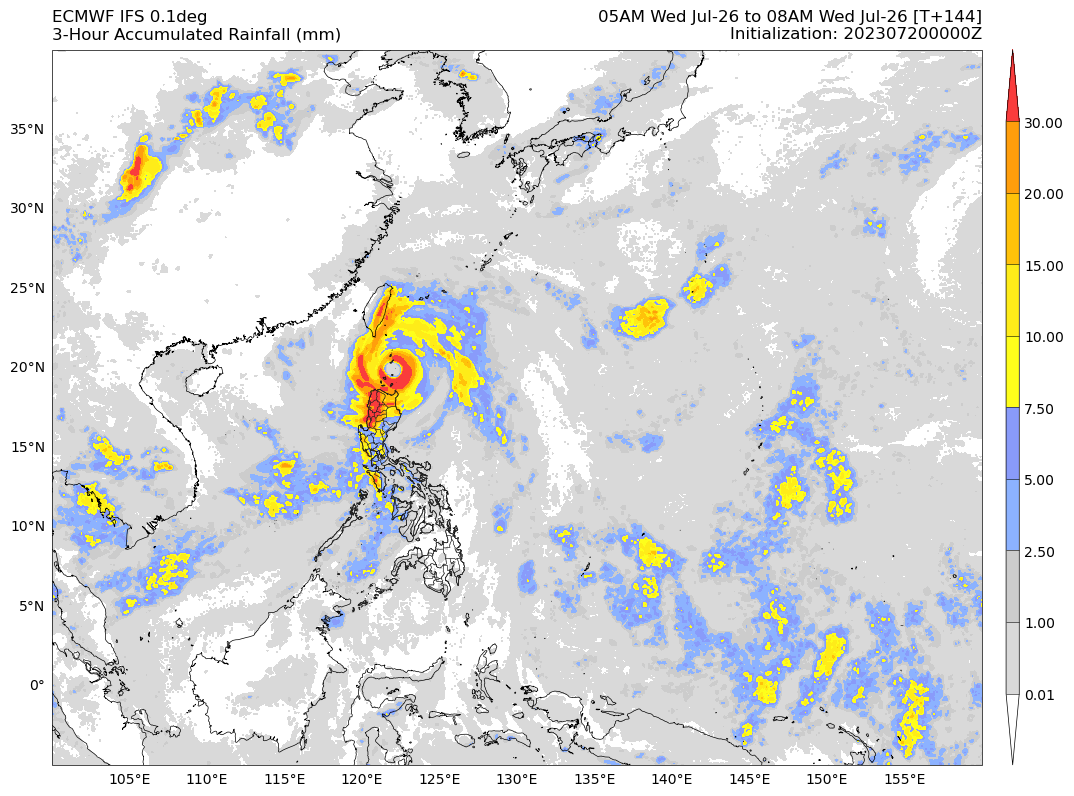 ECMWF IFS 0.1deg
05AM Wed Jul-26 to 08AM Wed Jul-26 [T+144]
3-Hour Accumulated Rainfall (mm)
Initialization: 202307200000Z
35°N
30°N
25°N
20°N
15°N
10°N
5°N
0°
105°E
110°E
115°E
120°E
125°E
130°E
135°E
140°E
145°E
150°E
155°E
30.00
20.00
15.00
10.00
7.50
5.00
2.50
1.00
0.01